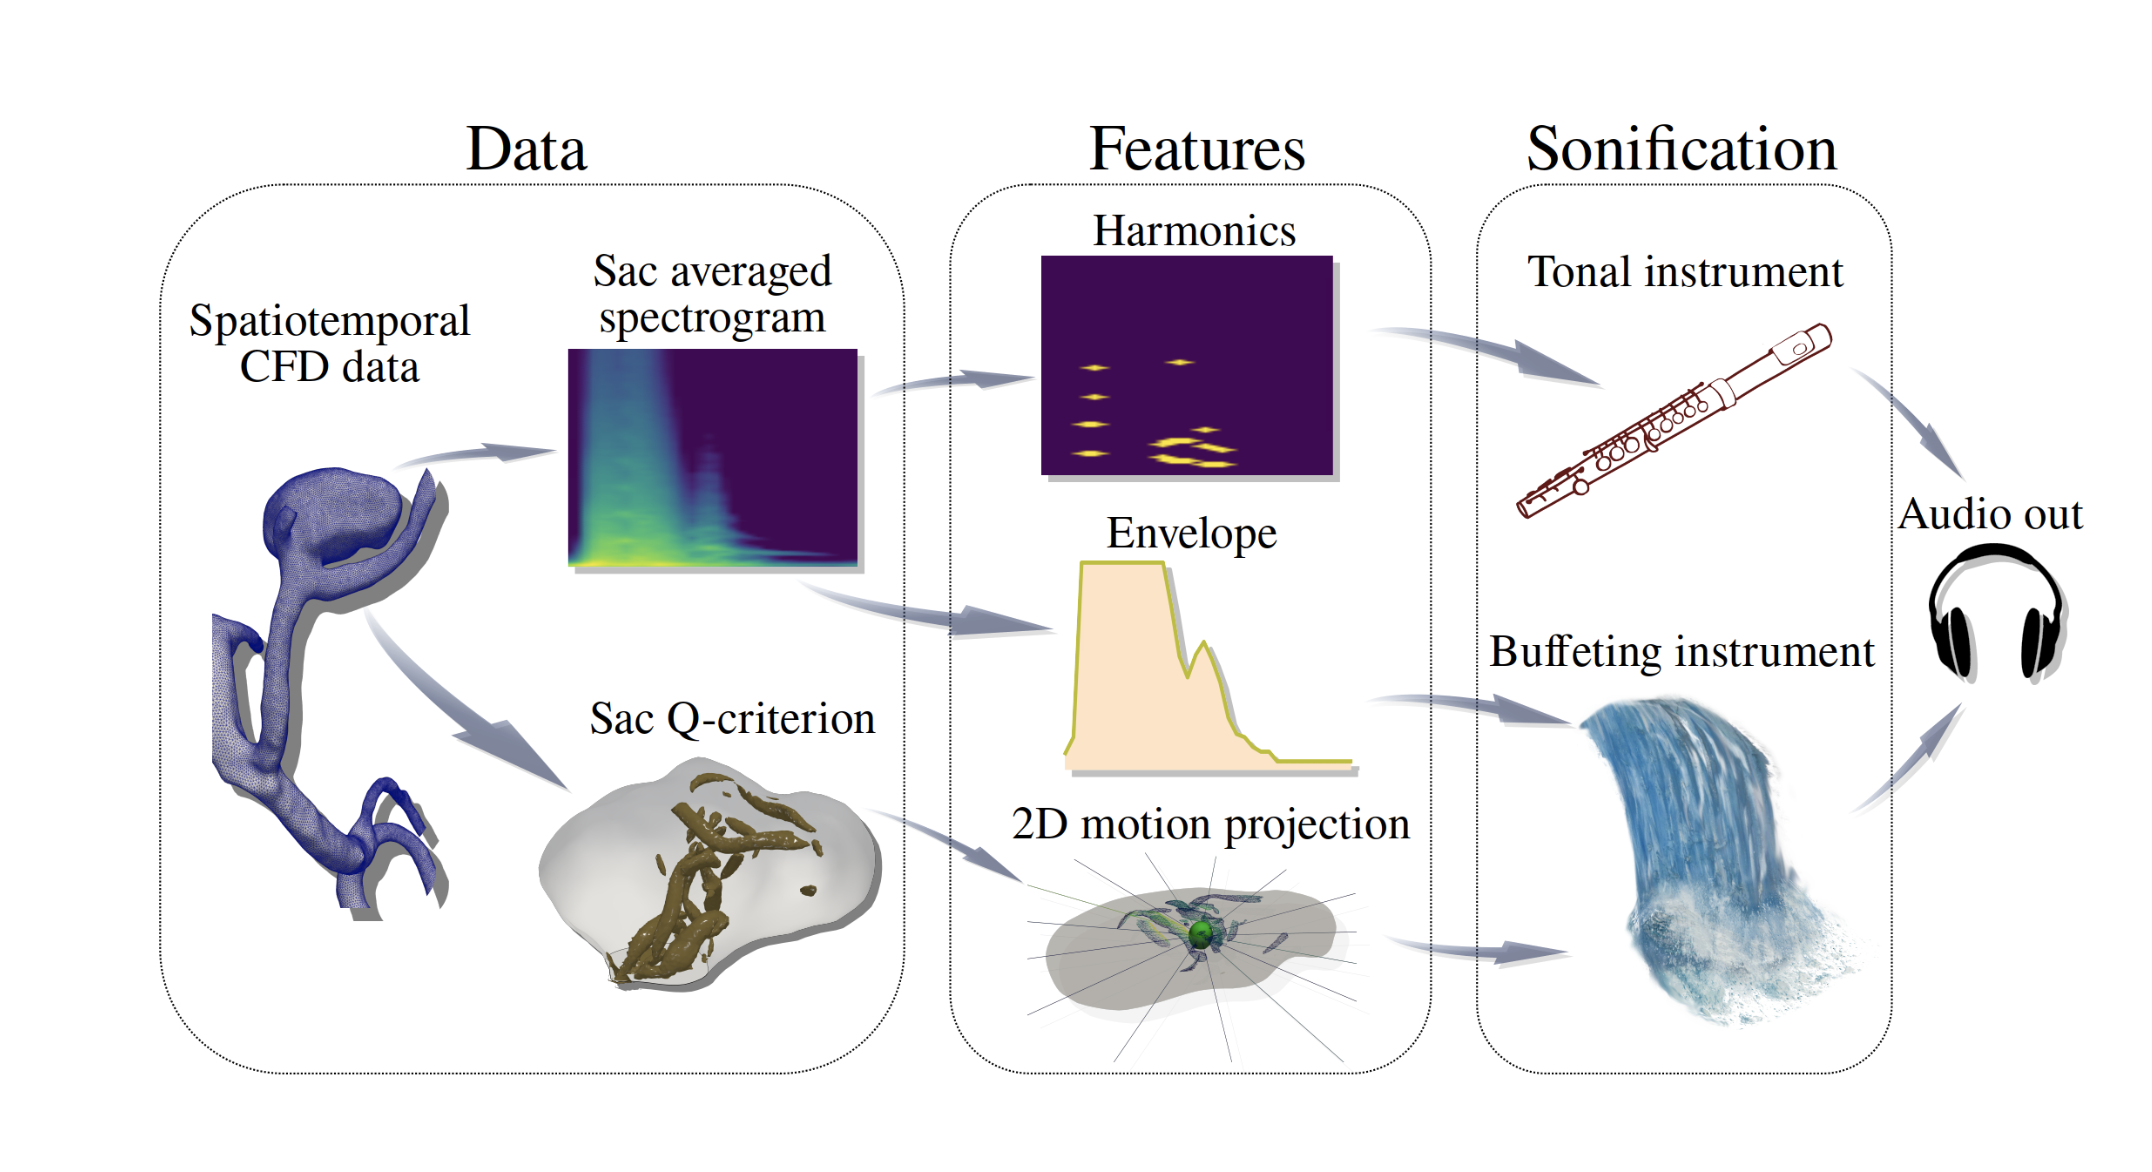 Data
Features
Sonification
Spatiotemporal
CFD data
Sac averaged
spectrogram
Sac Q-criterion
Harmonics
Envelope
2D motion projection
Tonal instrument
Buffeting instrument
Audio out